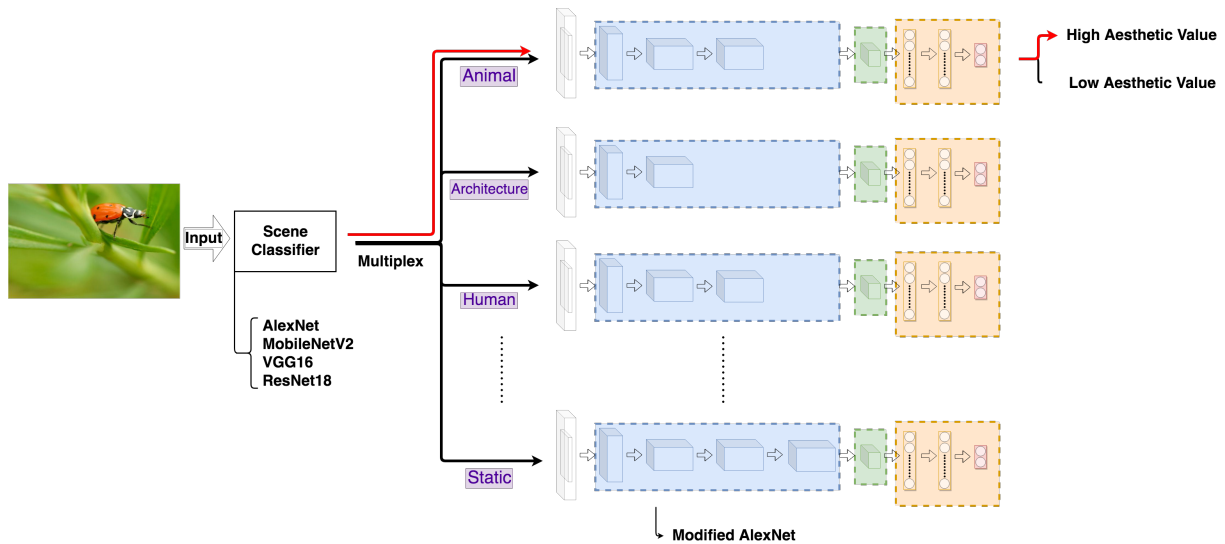 High Aesthetic Value
Animal
Low Aesthetic Value
Architecture
Input
Scene
Classifier
Multiplex
Human
AlexNet
MobileNetV2
VGG16
ResNet18
Static
Modified AlexNet